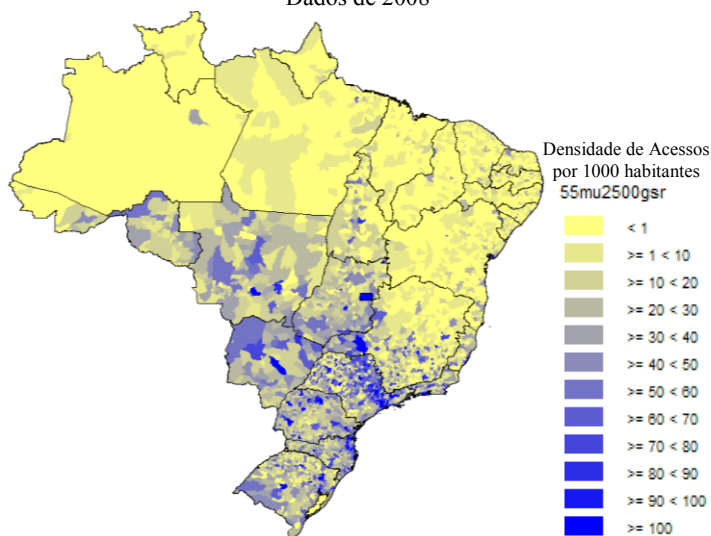 Dados de 2008
Densidade de Acessos
por 1000 habitantes
55mu2500gsr
< 1
>= 1 < 10
>= 10 < 20
>= 20 < 30
>= 30 < 40
>= 40 < 50
>= 50 < 60
>= 60 < 70
>= 70 < 80
>= 80 < 90
>= 90 < 100
>= 100